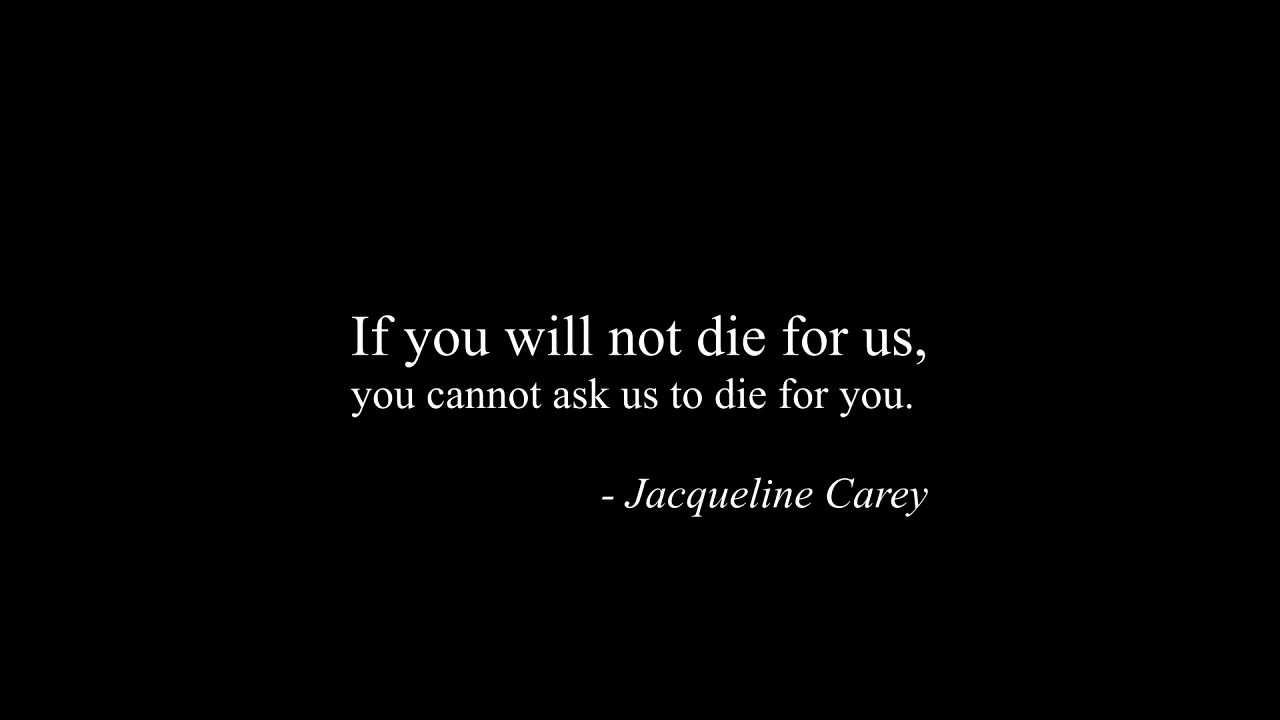 If you will not die for us,
you cannot ask us to die for you.
- Jacqueline Carey